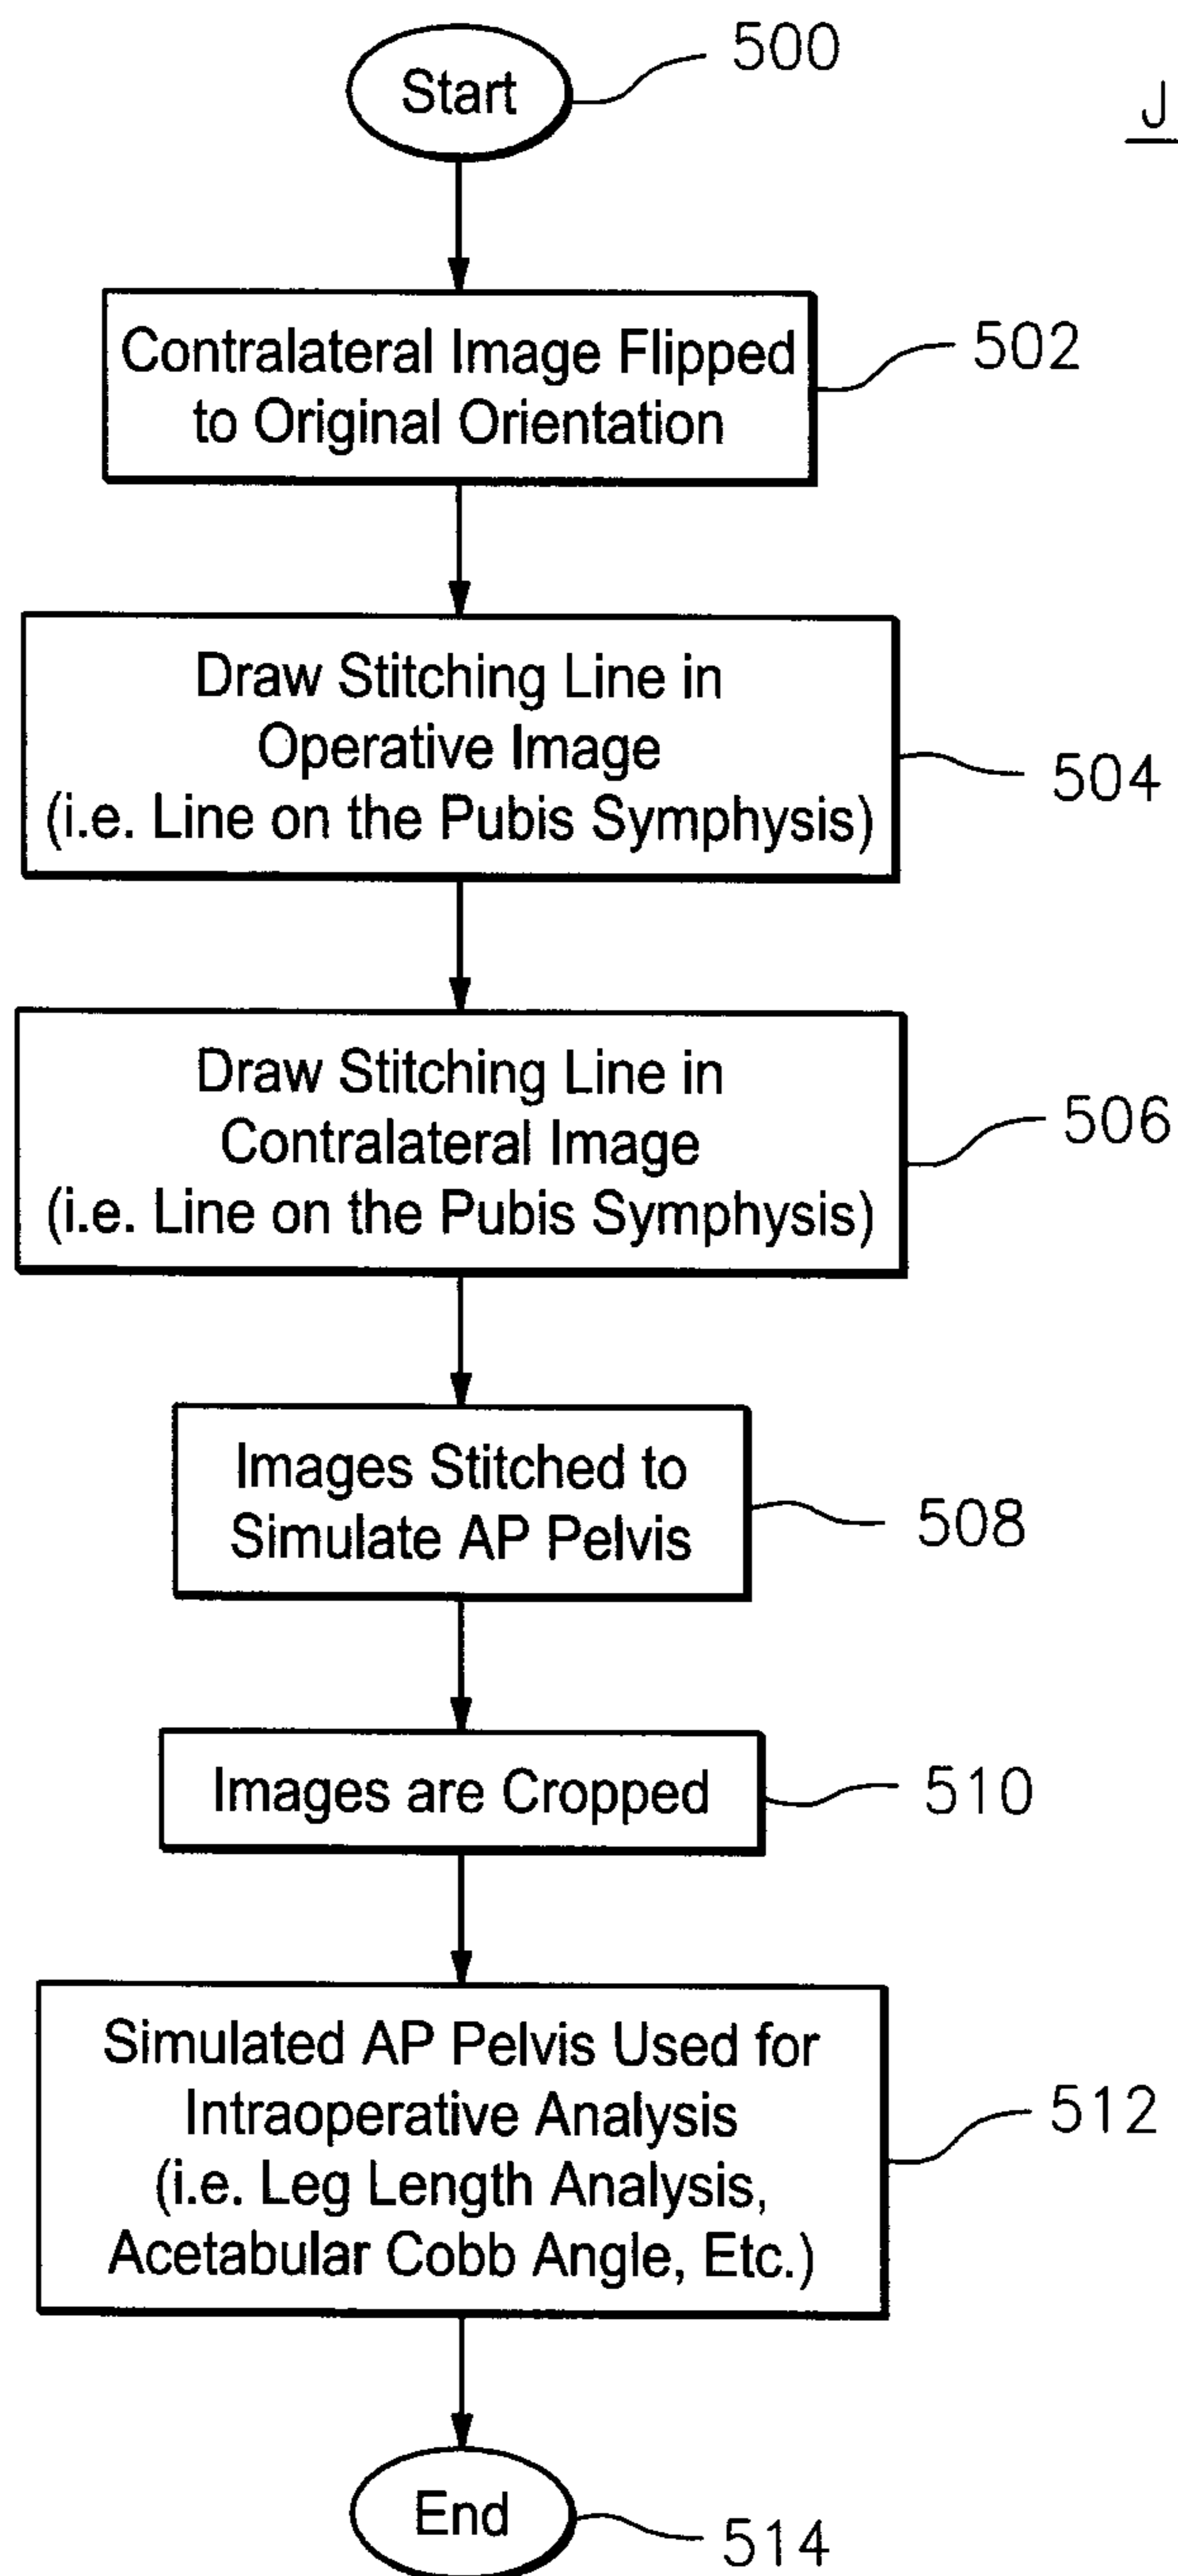 500
Start
J
Contralateral Image Flipped
to Original Orientation
502
Draw Stitching Line in
Operative Image
(i.e. Line on the Pubis Symphysis)
504
Draw Stitching Line in
Contralateral Image
(i.e. Line on the Pubis Symphysis)
506
Images Stitched to
Simulate AP Pelvis
508
Images are Cropped
510
Simulated AP Pelvis Used for
Intraoperative Analysis
(i.e. Leg Length Analysis,
Acetabular Cobb Angle, Etc.)
512
End
514